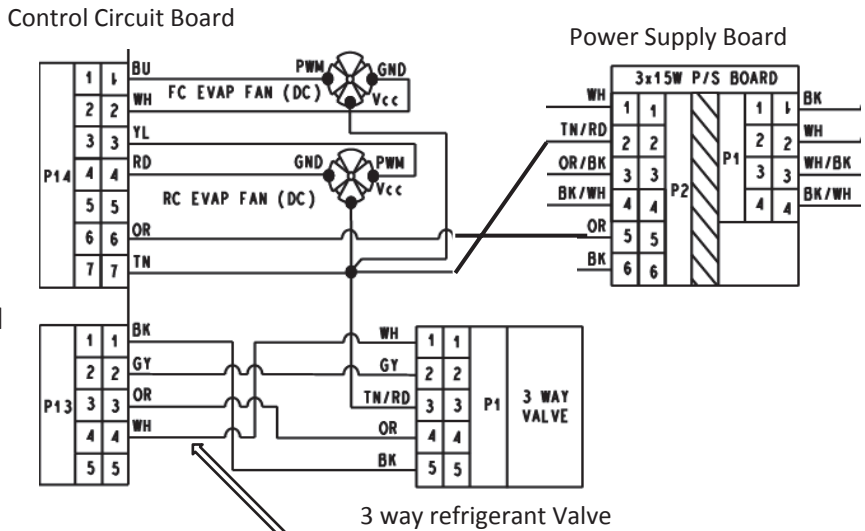 Control Circuit Board
Power Supply Board
P14
1 1 BU
2 2 WH
3 3 YL
4 4 RD
5 5
6 6 OR
7 7 TN
PWM GND
FC EVAP FAN (DC) Vcc
GND PWM
RC EVAP FAN (DC) Vcc
3x15W P/S BOARD
WH 1 1
TN/RD 2 2
OR/BK 3 3
BK/WH 4 4
OR 5 5
BK 6 6
P2
P1
1 1 BK
2 2 WH
3 3 WH/BK
4 4 BK/WH
P13
1 1 BK
2 2 GY
3 3 OR
4 4 WH
5 5
WH 1 1
GY 2 2
TN/RD 3 3
OR 4 4
BK 5 5
P1
3 WAY
VALVE
3 way refrigerant Valve